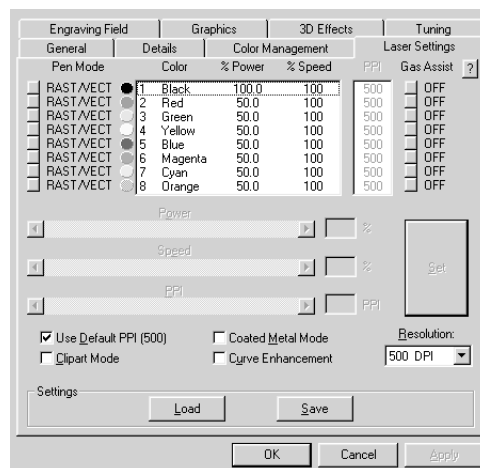 Engraving Field Graphics 3D Effects Tuning
General Details Color Management Laser Settings
Pen Mode Color % Power % Speed PPI Gas Assist ?
RAST/VECT 1 Black 100.0 100 500 OFF
RAST/VECT 2 Red 50.0 100 500 OFF
RAST/VECT 3 Green 50.0 100 500 OFF
RAST/VECT 4 Yellow 50.0 100 500 OFF
RAST/VECT 5 Blue 50.0 100 500 OFF
RAST/VECT 6 Magenta 50.0 100 500 OFF
RAST/VECT 7 Cyan 50.0 100 500 OFF
RAST/VECT 8 Orange 50.0 100 500 OFF
Power
%
Speed
%
Set
PPI
PPI
Use Default PPI (500) Coated Metal Mode Resolution:
Clipart Mode Curve Enhancement 500 DPI
Settings
Load Save
OK Cancel Apply